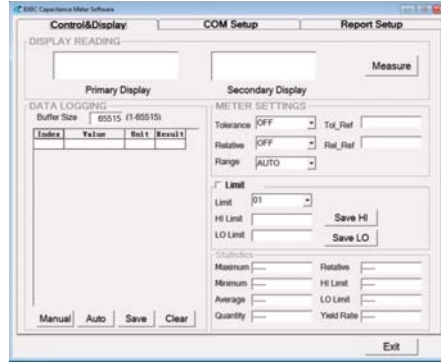 890C Capacitance Meter Software
Control&Display COM Setup Report Setup
DISPLAY READING
Measure
Primary Display Secondary Display
DATA LOGGING
Buffer Size 65515 (1-65515)
Index Value Unit Result
Manual Auto Save Clear
METER SETTINGS
Tolerance OFF Tol_Ref
Relative OFF Rel_Ref
Range AUTO
Limit
Limit 01
HI Limit Save HI
LO Limit Save LO
Statistics
Maximum ---- Relative ----
Minimum ---- HI Limit ----
Average ---- LO Limit ----
Quantity ---- Yield Rate ----
Exit